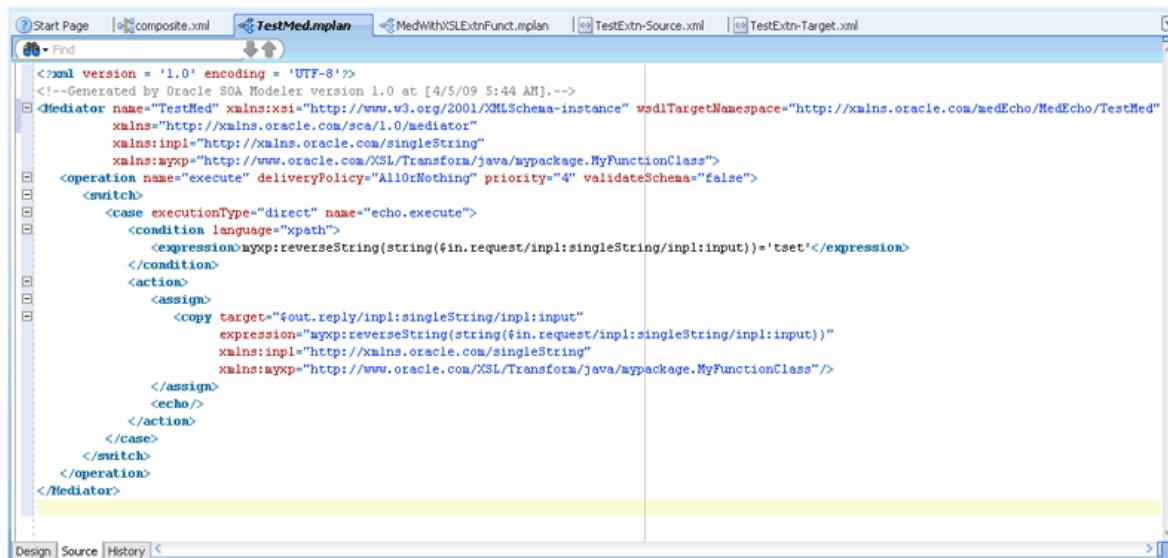 Start Page composite.xml TestMed.mplan MedWithXSLExtnFunct.mplan TestExtn-Source.xml TestExtn-Target.xml
Find
<?xml version = '1.0' encoding = 'UTF-8'?>
<!--Generated by Oracle SOA Modeler version 1.0 at [4/5/09 5:44 AM].-->
<Mediator name="TestMed" xmlns:xsi="http://www.w3.org/2001/XMLSchema-instance" wsdlTargetNamespace="http://xmlns.oracle.com/medEcho/MedEcho/TestMed"
xmlns="http://xmlns.oracle.com/sca/1.0/mediator"
xmlns:inpl="http://xmlns.oracle.com/singleString"
xmlns:myxp="http://www.oracle.com/XSL/Transform/java/mypackage.MyFunctionClass">
<operation name="execute" deliveryPolicy="AllOrNothing" priority="4" validateSchema="false">
<switch>
<case executionType="direct" name="echo.execute">
<condition language="xpath">
<expression>myxp:reverseString(string($in.request/inpl:singleString/inpl:input))='tset'</expression>
</condition>
<action>
<assign>
<copy target="$out.reply/inpl:singleString/inpl:input"
expression="myxp:reverseString(string($in.request/inpl:singleString/inpl:input))"
xmlns:inpl="http://xmlns.oracle.com/singleString"
xmlns:myxp="http://www.oracle.com/XSL/Transform/java/mypackage.MyFunctionClass"/>
</assign>
<echo/>
</action>
</case>
</switch>
</operation>
</Mediator>
Design Source History